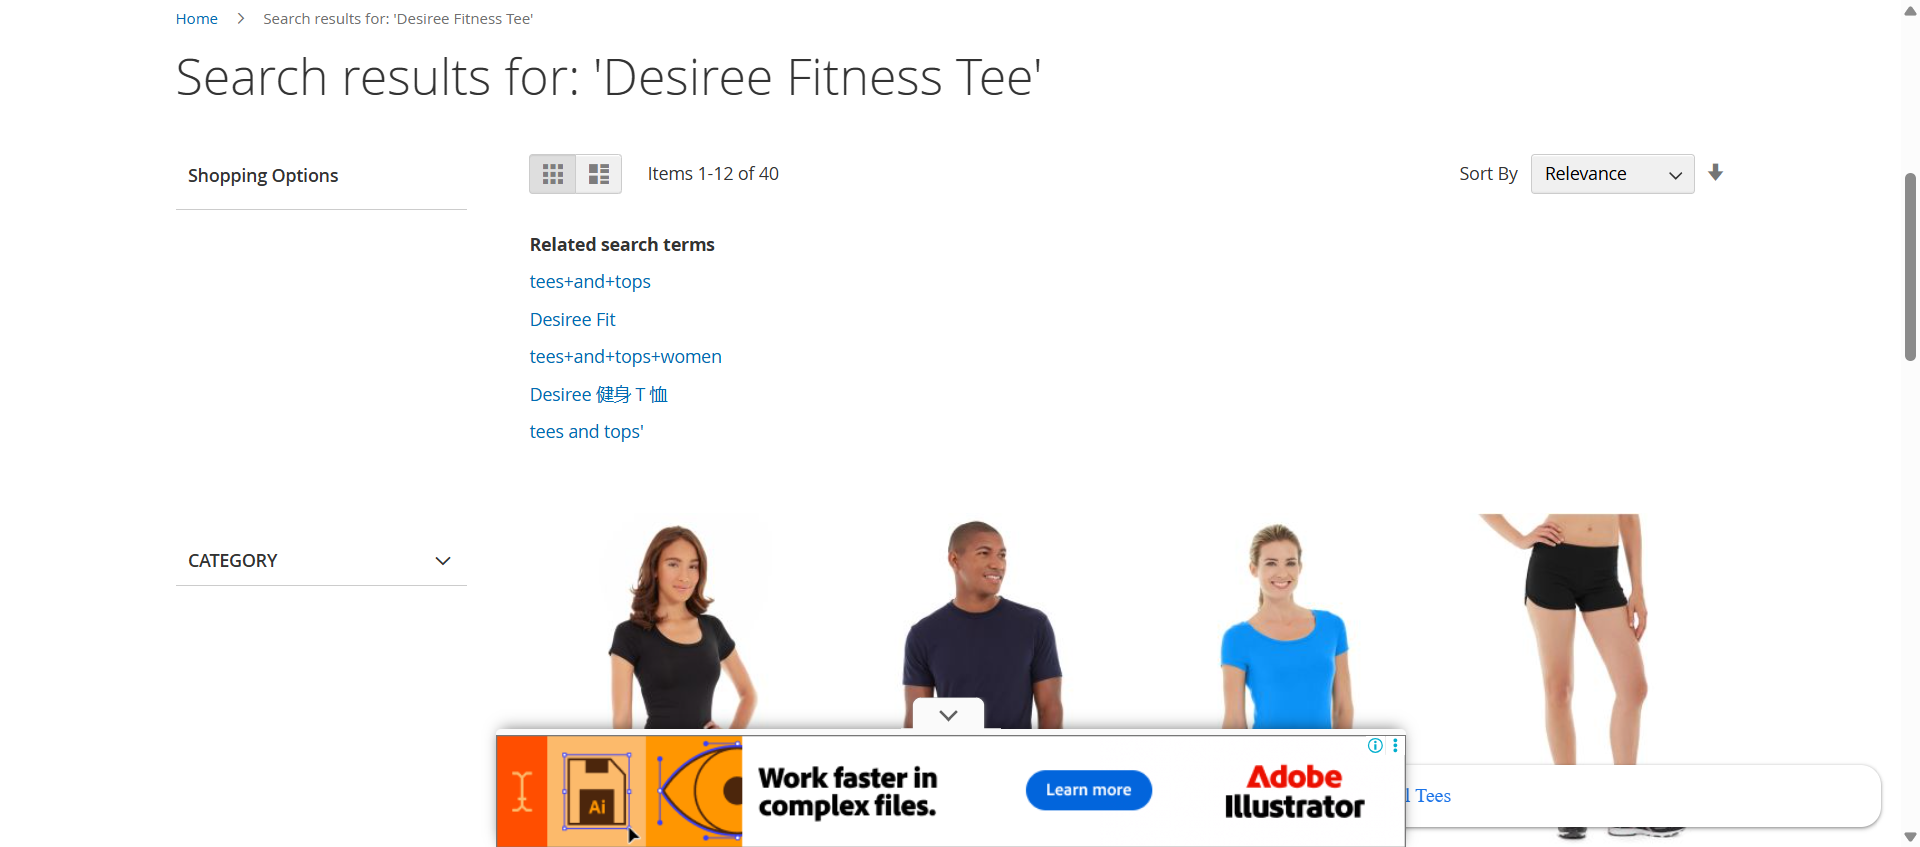 Home > Search results for: 'Desiree Fitness Tee'
Search results for: 'Desiree Fitness Tee'
Shopping Options
Items 1-12 of 40
Sort By Relevance
Related search terms
tees+and+tops
Desiree Fit
tees+and+tops+women
Desiree 健身 T 恤
tees and tops'
CATEGORY
Ai
Work faster in
complex files.
Learn more
Adobe
Illustrator
Tees